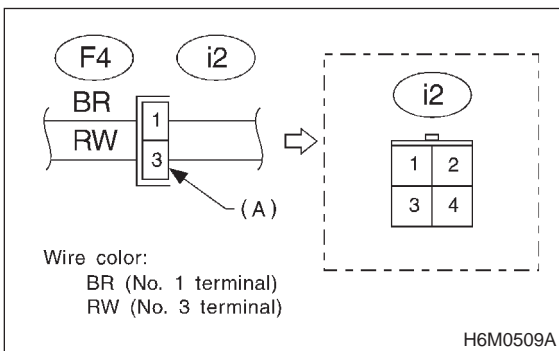 F4 i2
BR
RW
1
3
(A)
i2
1 2
3 4
Wire color:
BR (No. 1 terminal)
RW (No. 3 terminal)
H6M0509A